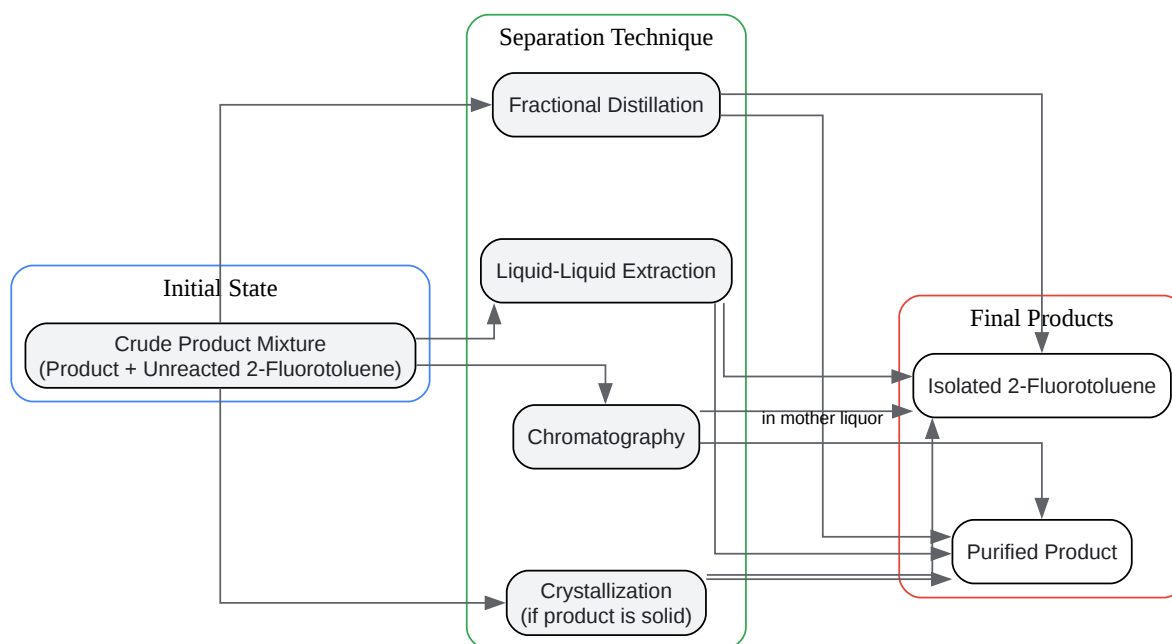 Separation Technique
Fractional Distillation
Liquid-Liquid Extraction
Initial State
Crude Product Mixture
(Product + Unreacted 2-Fluorotoluene)
Final Products
Isolated 2-Fluorotoluene
in mother liquor
Chromatography
Purified Product
Crystallization
(if product is solid)